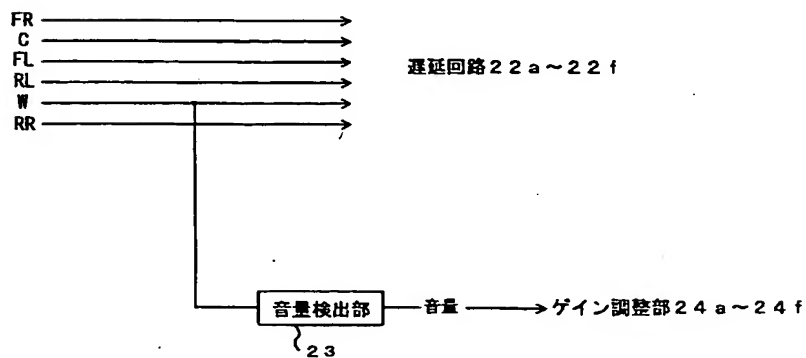 FR
C
FL
RL
W
RR
遅延回路22a~22f
音量検出部
音量
ゲイン調整部24a~24f
23